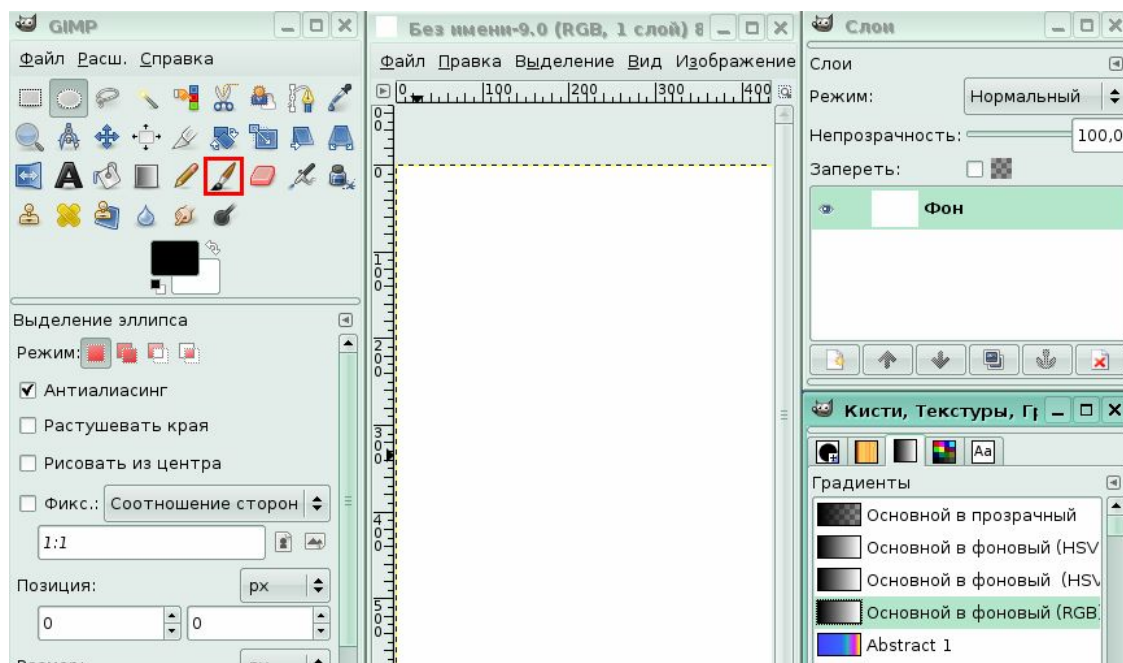 GIMP
Файл Расш. Справка
Выделение эллипса
Режим:
Антиалиасинг
Растушевать края
Рисовать из центра
Фикс.: Соотношение сторон
1:1
Позиция: px
0 0
Без имени-9.0 (RGB, 1 слой) 8
Файл Правка Выделение Вид Изображение
0 100 200 300 400
0
0
100
200
300
400
500
Слои
Слои
Режим: Нормальный
Непрозрачность: 100,0
Запереть:
Фон
Кисти, Текстуры, Гр
Aa
Градиенты
Основной в прозрачный
Основной в фоновый (HSV
Основной в фоновый (HSV
Основной в фоновый (RGB)
Abstract 1